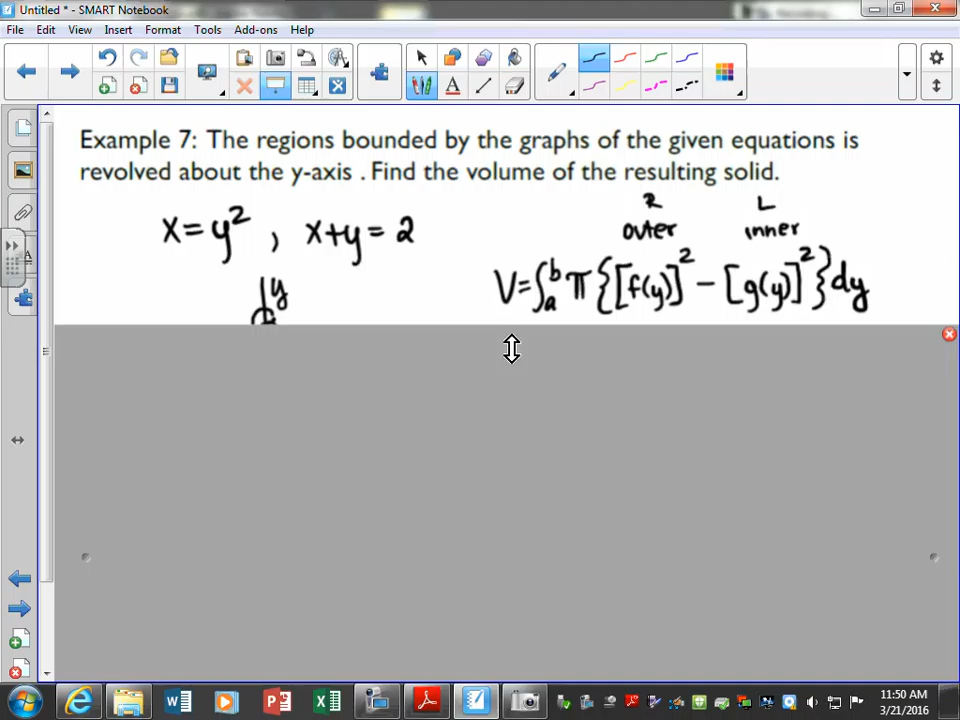 Untitled * - SMART Notebook
File Edit View Insert Format Tools Add-ons Help
Example 7: The regions bounded by the graphs of the given equations is
revolved about the y-axis . Find the volume of the resulting solid.
R L
outer inner
x=y², x+y=2
V=∫ₐᵇ π{[f(y)]² − [g(y)]²}dy
y
11:50 AM
3/21/2016